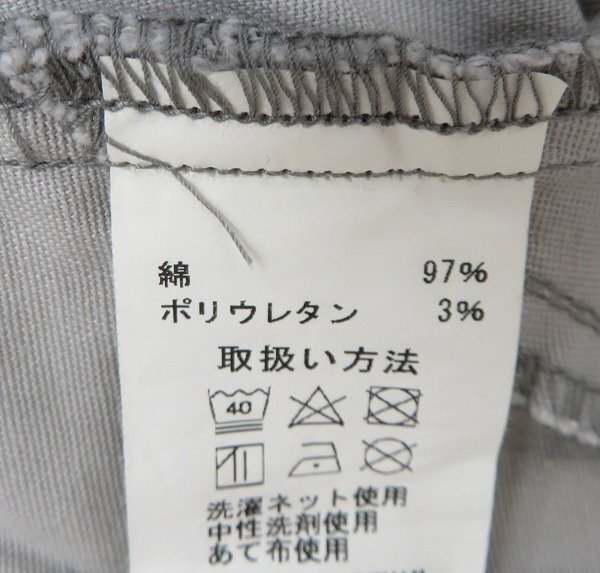 綿 97%
ポリウレタン 3%
取扱い方法
40
洗濯ネット使用
中性洗剤使用
あて布使用